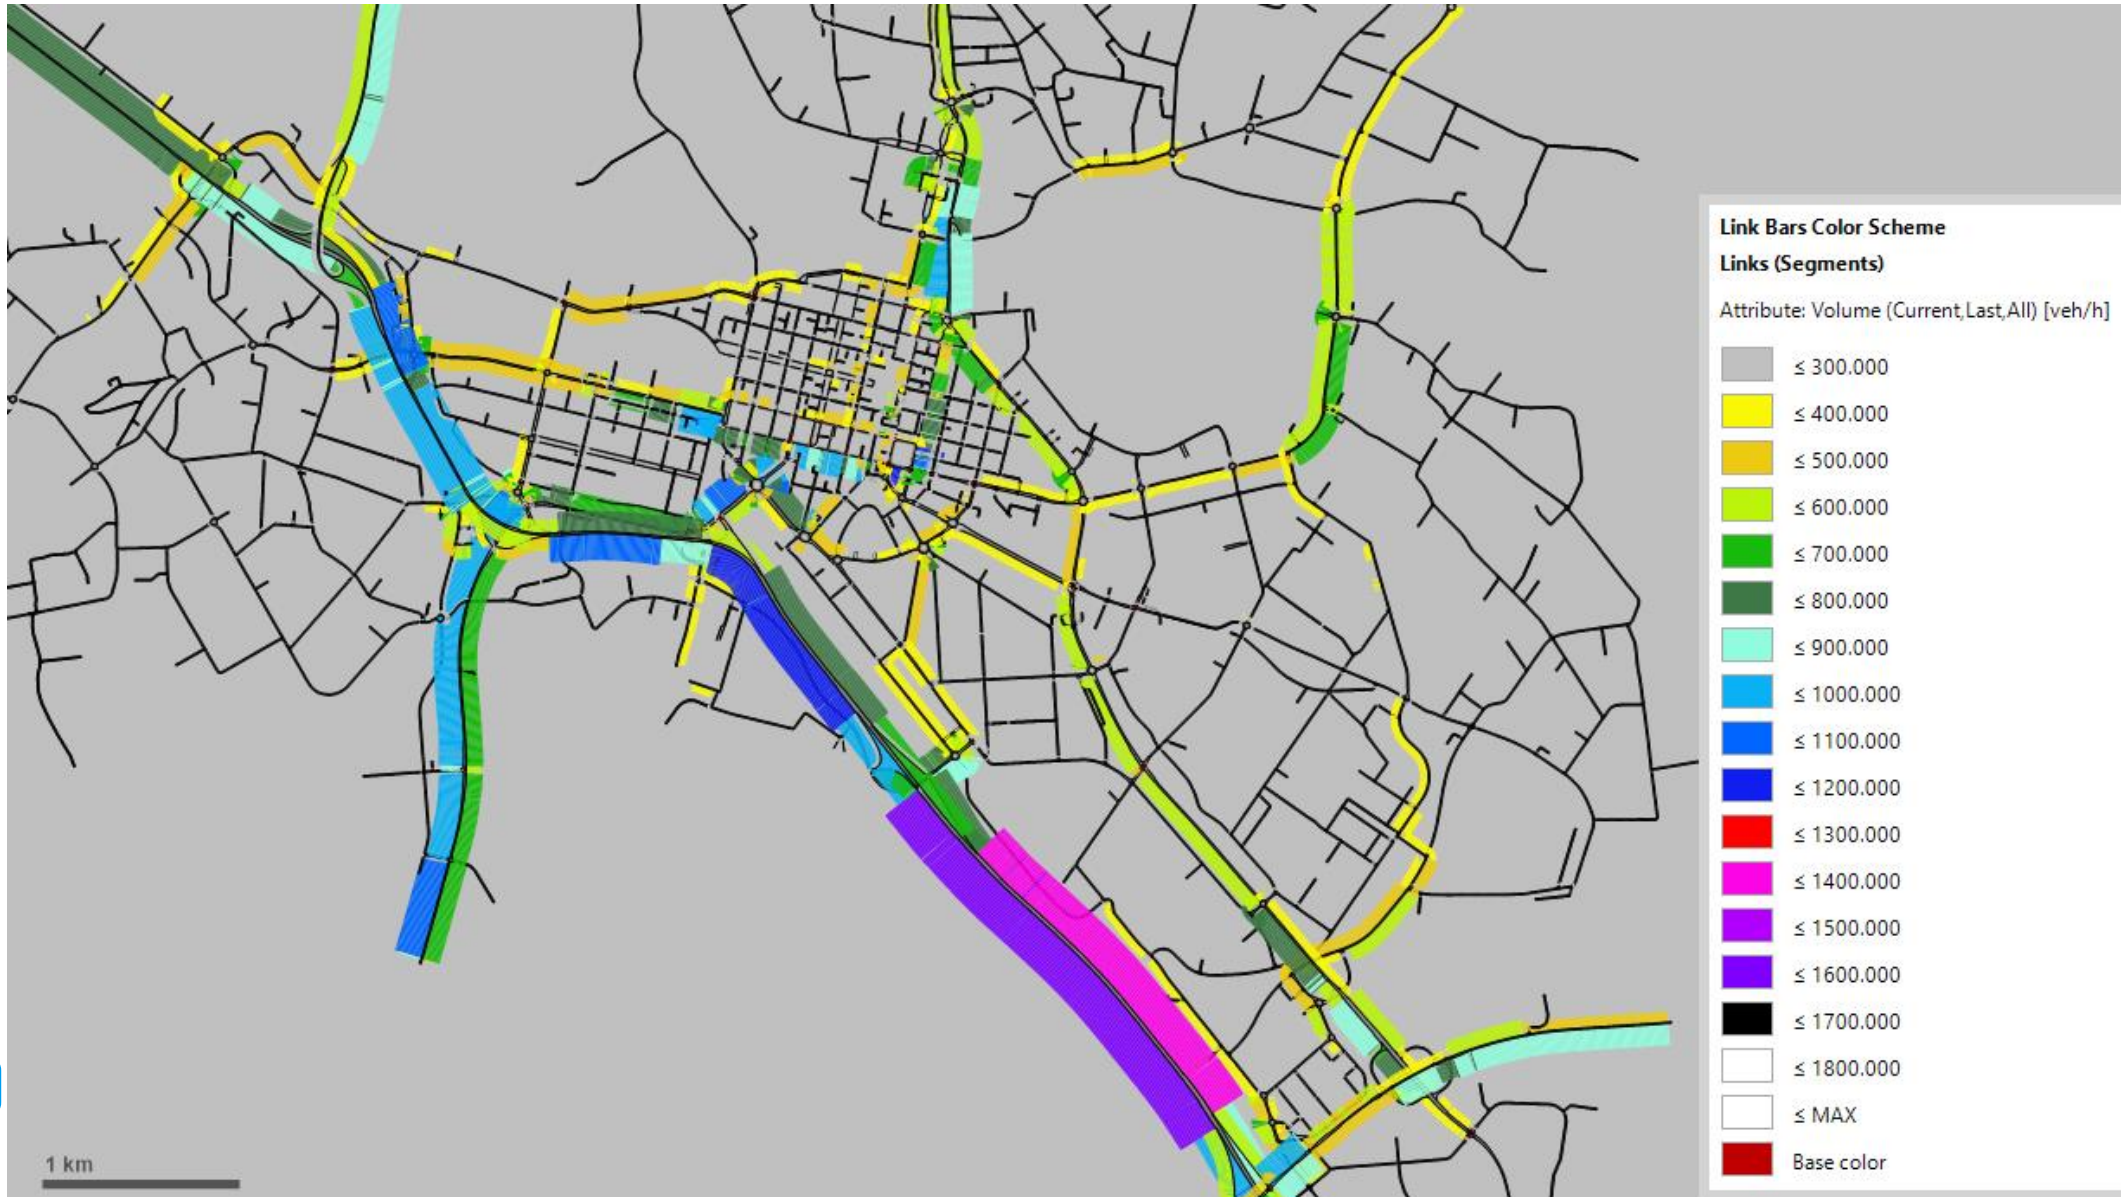 Link Bars Color Scheme
Links (Segments)
Attribute: Volume (Current,Last,All) [veh/h]
≤ 300.000
≤ 400.000
≤ 500.000
≤ 600.000
≤ 700.000
≤ 800.000
≤ 900.000
≤ 1000.000
≤ 1100.000
≤ 1200.000
≤ 1300.000
≤ 1400.000
≤ 1500.000
≤ 1600.000
≤ 1700.000
≤ 1800.000
≤ MAX
Base color
1 km